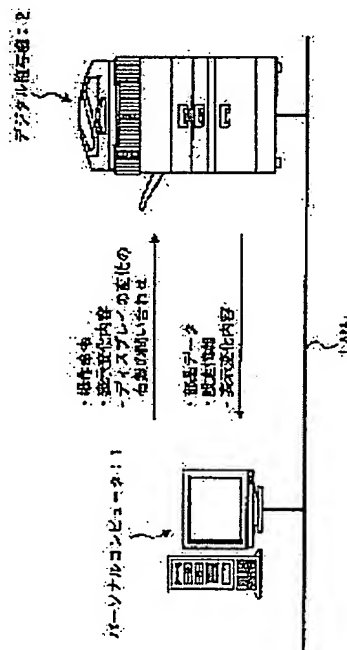 デジタル複写機：2
・操作命令
・表示変化内容
・ディスプレイの変化の
有無の問い合わせ
・部品データ
・設定情報
・表示変化内容
パーソナルコンピュータ：1